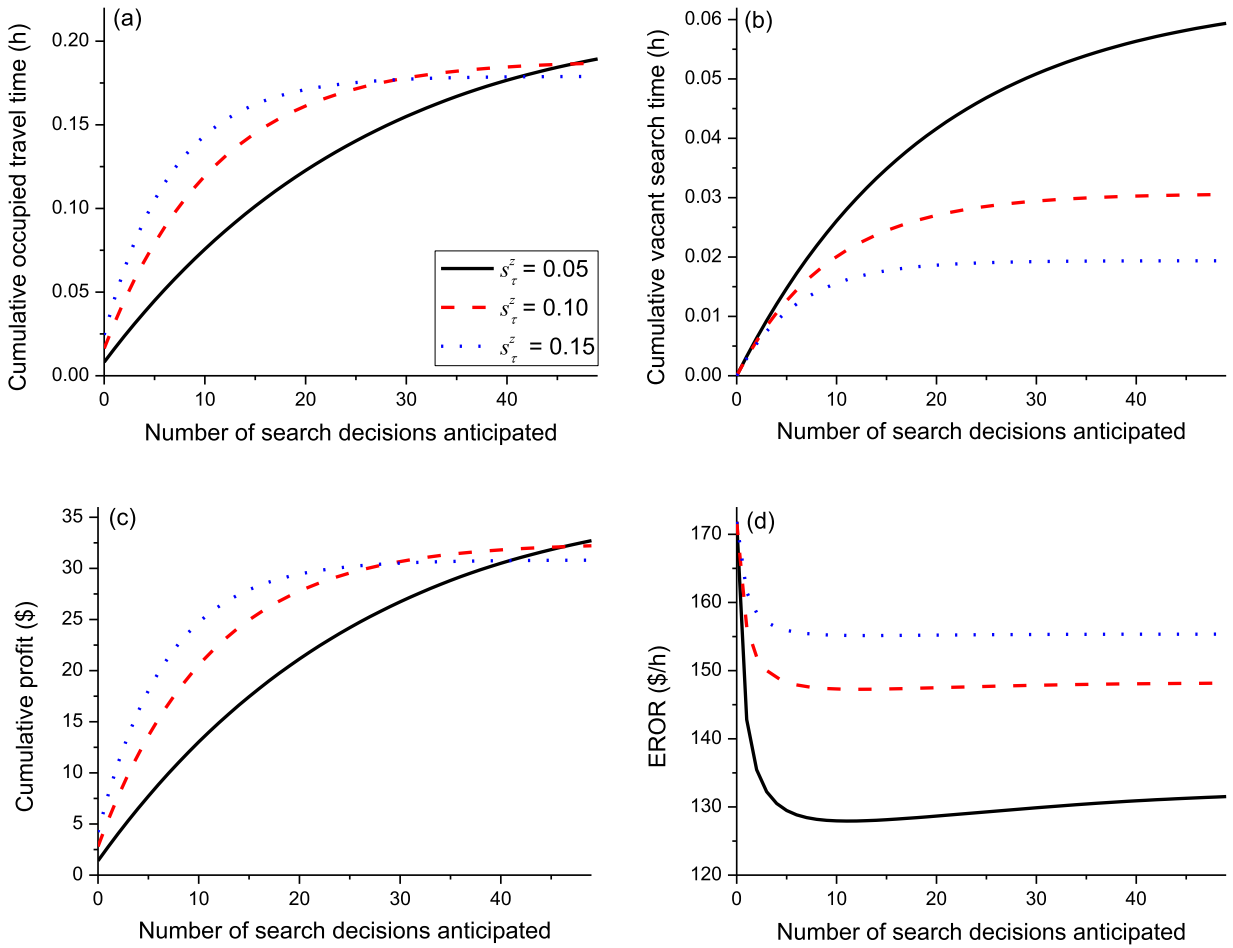 (a)
Cumulative occupied travel time (h)
0.20
0.15
0.10
0.05
0.00
0 10 20 30 40
Number of search decisions anticipated
s_τ^z = 0.05
s_τ^z = 0.10
s_τ^z = 0.15
(b)
Cumulative vacant search time (h)
0.06
0.05
0.04
0.03
0.02
0.01
0.00
0 10 20 30 40
Number of search decisions anticipated
(c)
Cumulative profit ($)
35
30
25
20
15
10
5
0
0 10 20 30 40
Number of search decisions anticipated
(d)
EROR ($/h)
170
160
150
140
130
120
0 10 20 30 40
Number of search decisions anticipated